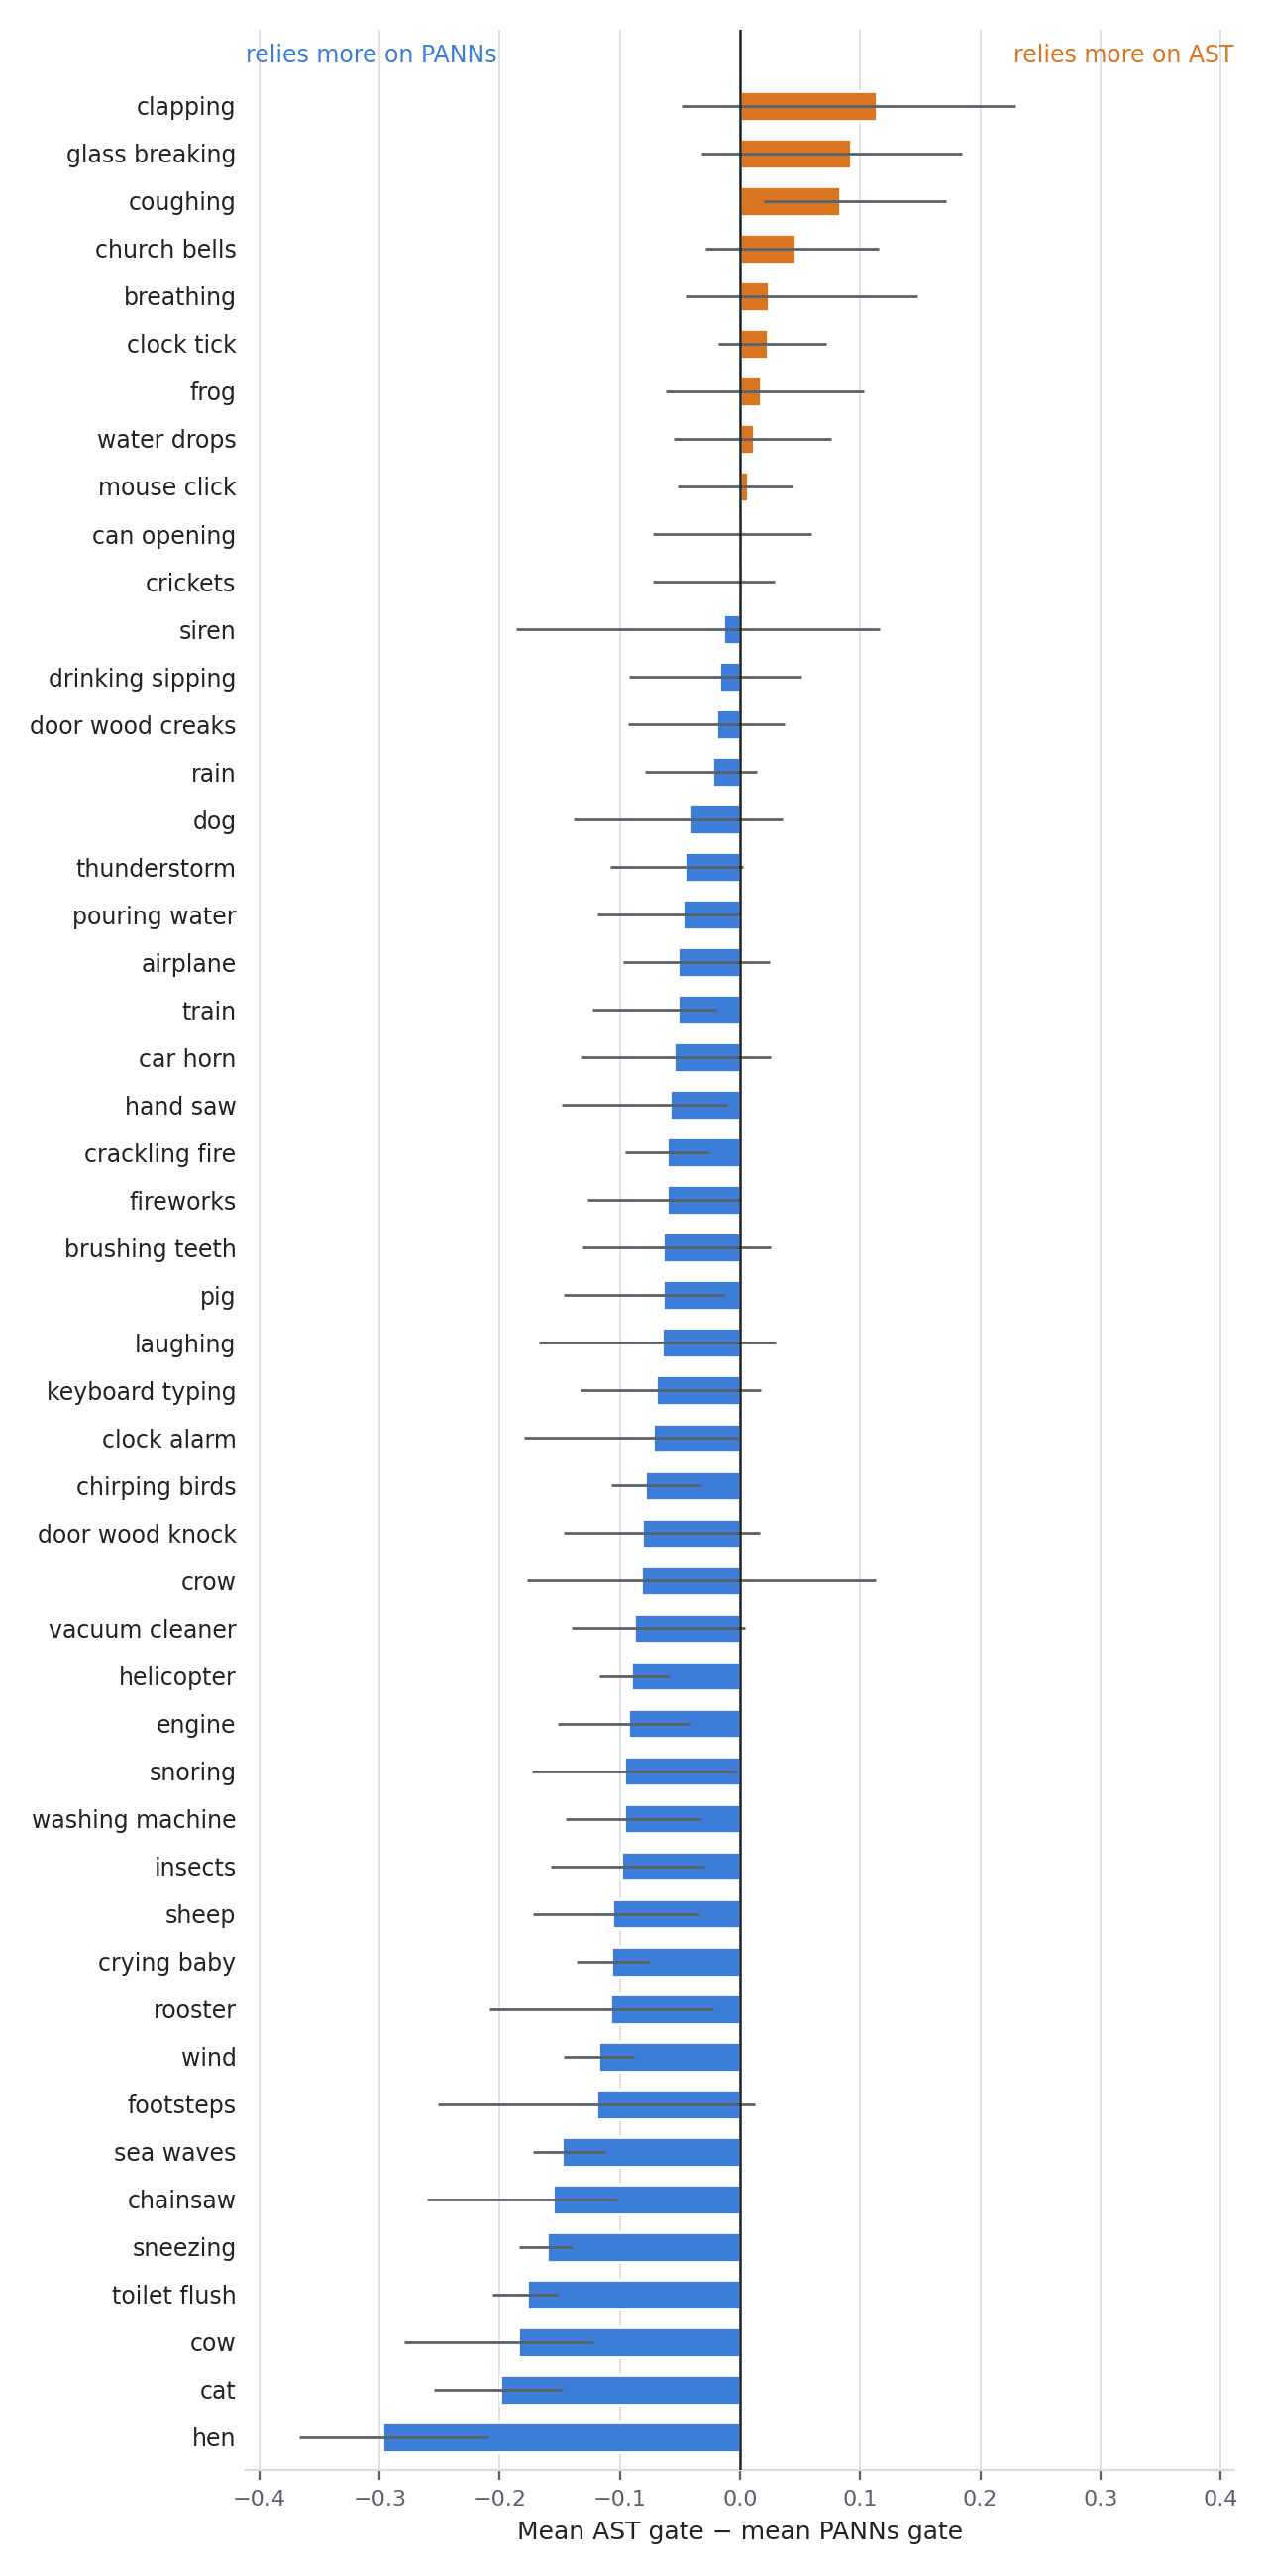 relies more on PANNs
relies more on AST
clapping
glass breaking
coughing
church bells
breathing
clock tick
frog
water drops
mouse click
can opening
crickets
siren
drinking sipping
door wood creaks
rain
dog
thunderstorm
pouring water
airplane
train
car horn
hand saw
crackling fire
fireworks
brushing teeth
pig
laughing
keyboard typing
clock alarm
chirping birds
door wood knock
crow
vacuum cleaner
helicopter
engine
snoring
washing machine
insects
sheep
crying baby
rooster
wind
footsteps
sea waves
chainsaw
sneezing
toilet flush
cow
cat
hen
−0.4 −0.3 −0.2 −0.1 0.0 0.1 0.2 0.3 0.4
Mean AST gate − mean PANNs gate